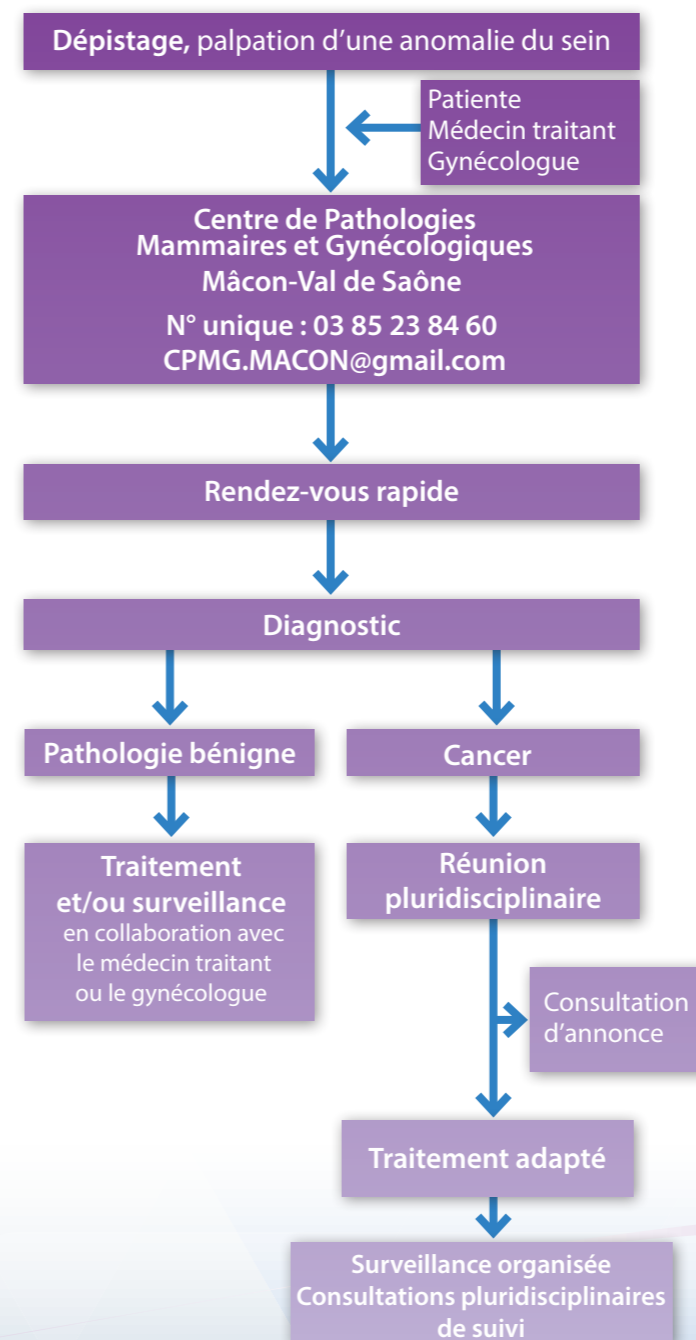 Dépistage, palpation d'une anomalie du sein
Patiente
Médecin traitant
Gynécologue
Centre de Pathologies
Mammaires et Gynécologiques
Mâcon-Val de Saône
N° unique : 03 85 23 84 60
CPMG.MACON@gmail.com
Rendez-vous rapide
Diagnostic
Pathologie bénigne
Cancer
Traitement
et/ou surveillance
en collaboration avec
le médecin traitant
ou le gynécologue
Réunion
pluridisciplinaire
Consultation
d'annonce
Traitement adapté
Surveillance organisée
Consultations pluridisciplinaires
de suivi